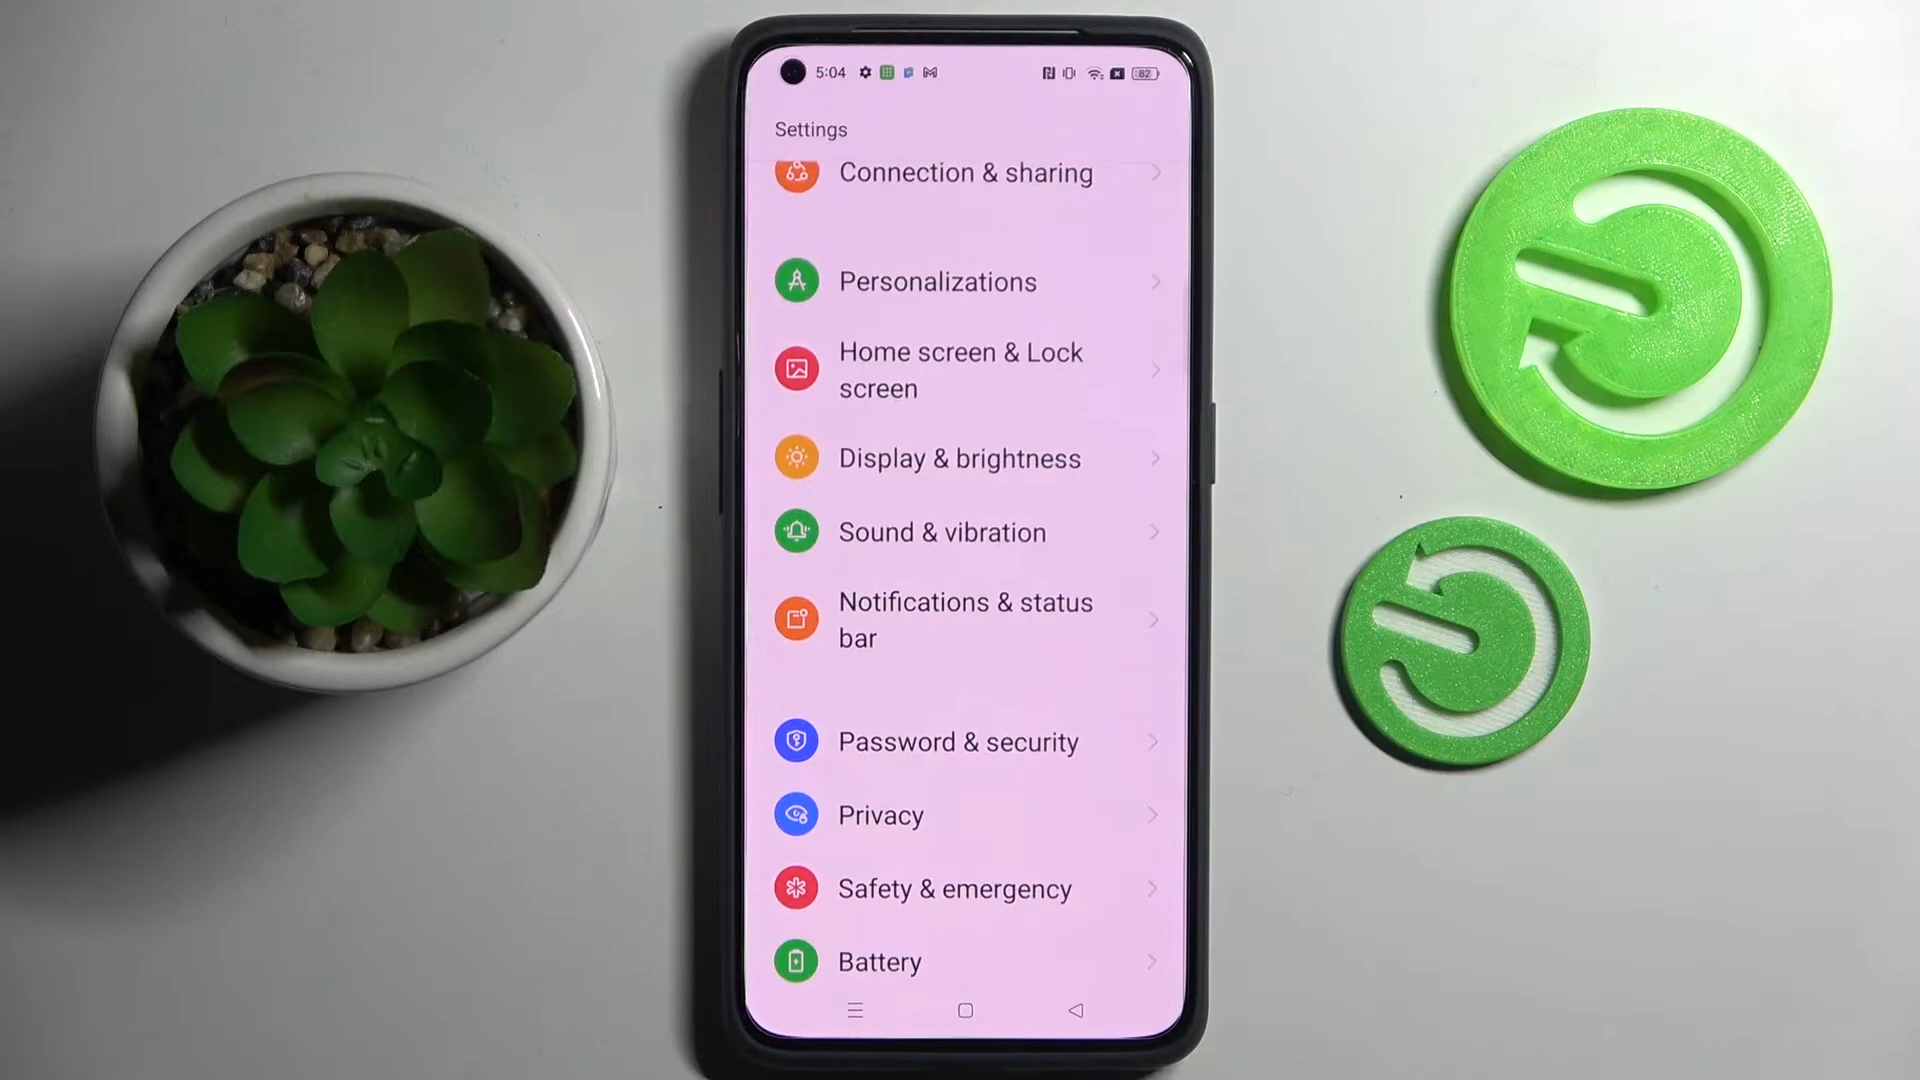 5:04
82
Settings
Connection & sharing
Personalizations
Home screen & Lock
screen
Display & brightness
Sound & vibration
Notifications & status
bar
Password & security
Privacy
Safety & emergency
Battery